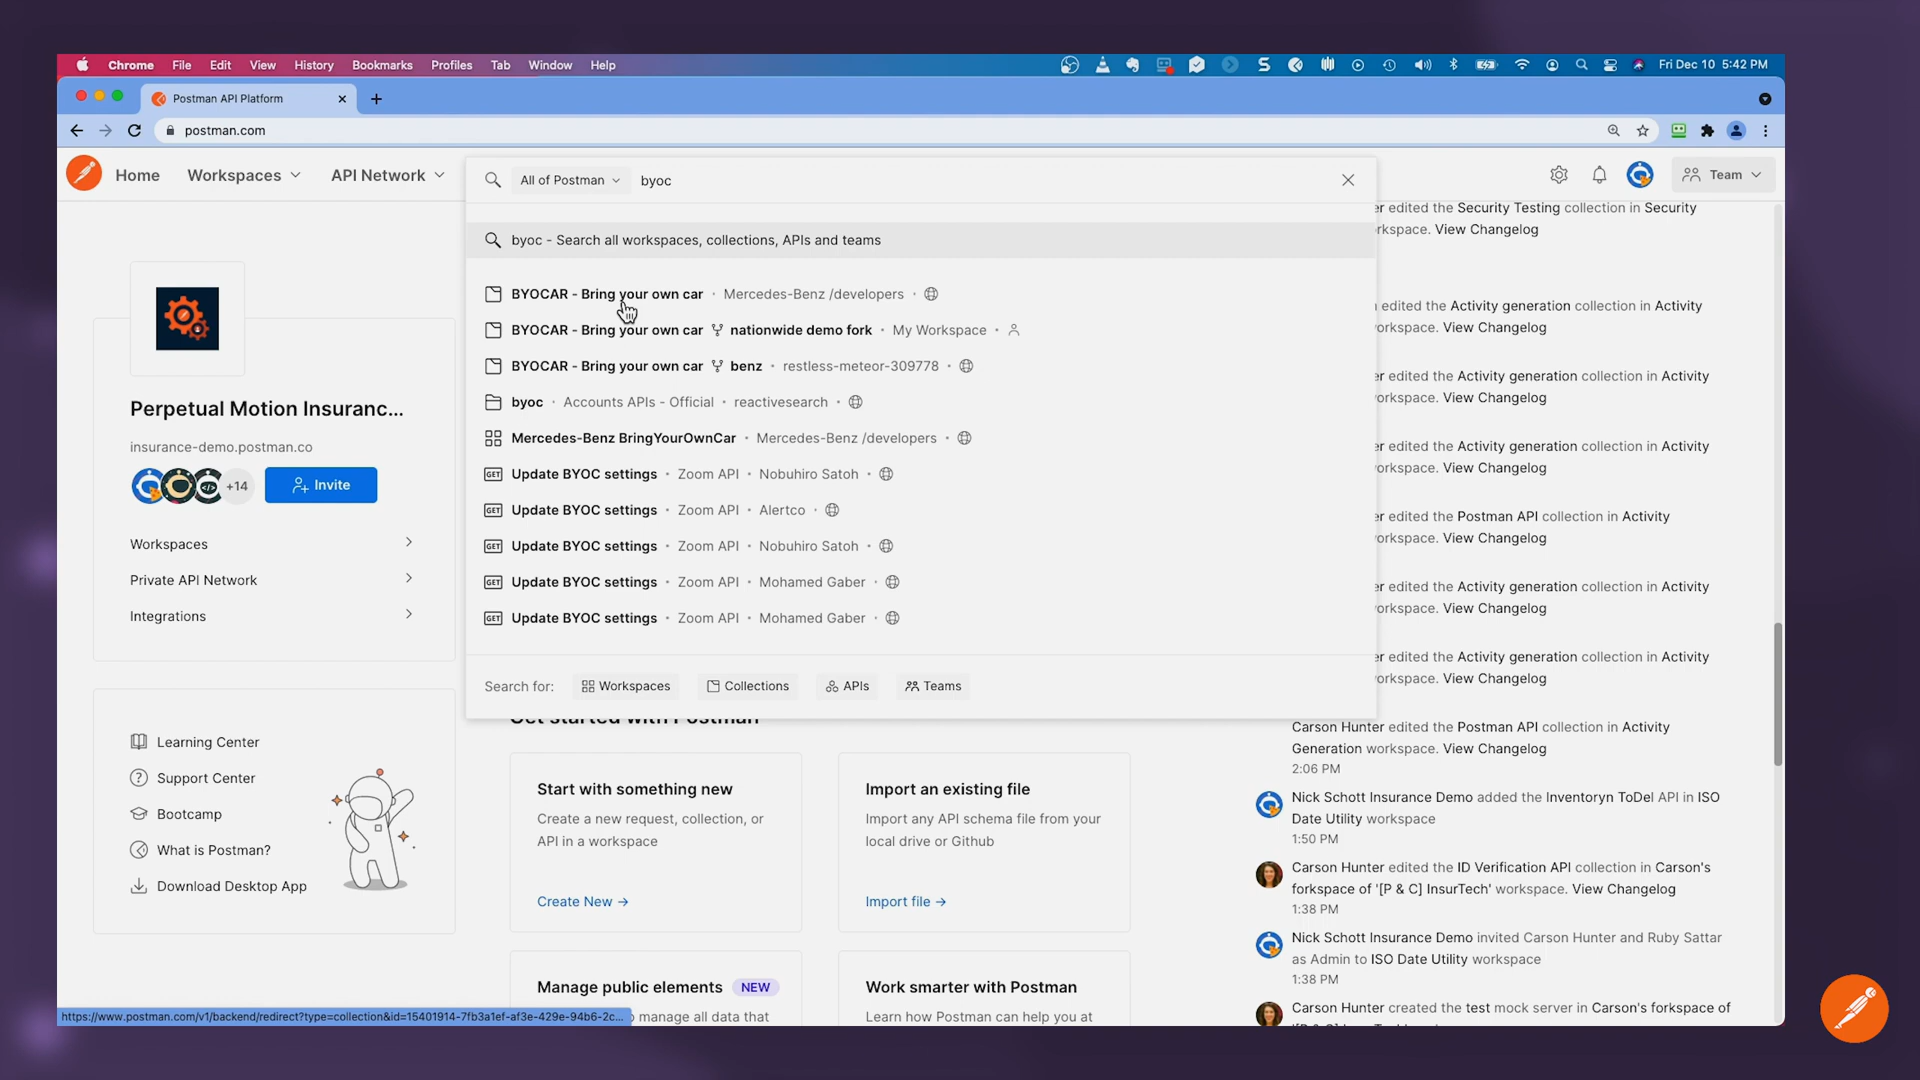 Chrome File Edit View History Bookmarks Profiles Tab Window Help Fri Dec 10 5:42 PM
Postman API Platform
postman.com
Home Workspaces API Network
All of Postman byoc
Team
byoc - Search all workspaces, collections, APIs and teams
BYOCAR - Bring your own car · Mercedes-Benz /developers ·
BYOCAR - Bring your own car nationwide demo fork · My Workspace ·
BYOCAR - Bring your own car benz · restless-meteor-309778 ·
byoc · Accounts APIs - Official · reactivesearch ·
Mercedes-Benz BringYourOwnCar · Mercedes-Benz /developers ·
GET Update BYOC settings · Zoom API · Nobuhiro Satoh ·
GET Update BYOC settings · Zoom API · Alertco ·
GET Update BYOC settings · Zoom API · Nobuhiro Satoh ·
GET Update BYOC settings · Zoom API · Mohamed Gaber ·
GET Update BYOC settings · Zoom API · Mohamed Gaber ·
Search for: Workspaces Collections APIs Teams
Perpetual Motion Insuranc...
insurance-demo.postman.co
+14 Invite
Workspaces
Private API Network
Integrations
Learning Center
Support Center
Bootcamp
What is Postman?
Download Desktop App
Get started with Postman
Start with something new
Create a new request, collection, or
API in a workspace
Create New →
Import an existing file
Import any API schema file from your
local drive or Github
Import file →
Manage public elements NEW
manage all data that
Work smarter with Postman
Learn how Postman can help you at
edited the Security Testing collection in Security
View Changelog
edited the Activity generation collection in Activity
View Changelog
edited the Activity generation collection in Activity
View Changelog
edited the Activity generation collection in Activity
View Changelog
edited the Postman API collection in Activity
View Changelog
edited the Activity generation collection in Activity
View Changelog
edited the Activity generation collection in Activity
View Changelog
Carson Hunter edited the Postman API collection in Activity
Generation workspace. View Changelog
2:06 PM
Nick Schott Insurance Demo added the Inventoryn ToDel API in ISO
Date Utility workspace
1:50 PM
Carson Hunter edited the ID Verification API collection in Carson's
forkspace of '[P & C] InsurTech' workspace. View Changelog
1:38 PM
Nick Schott Insurance Demo invited Carson Hunter and Ruby Sattar
as Admin to ISO Date Utility workspace
1:38 PM
Carson Hunter created the test mock server in Carson's forkspace of
https://www.postman.com/v1/backend/redirect?type=collection&id=15401914-7fb3a1ef-af3e-429e-94b6-2c...